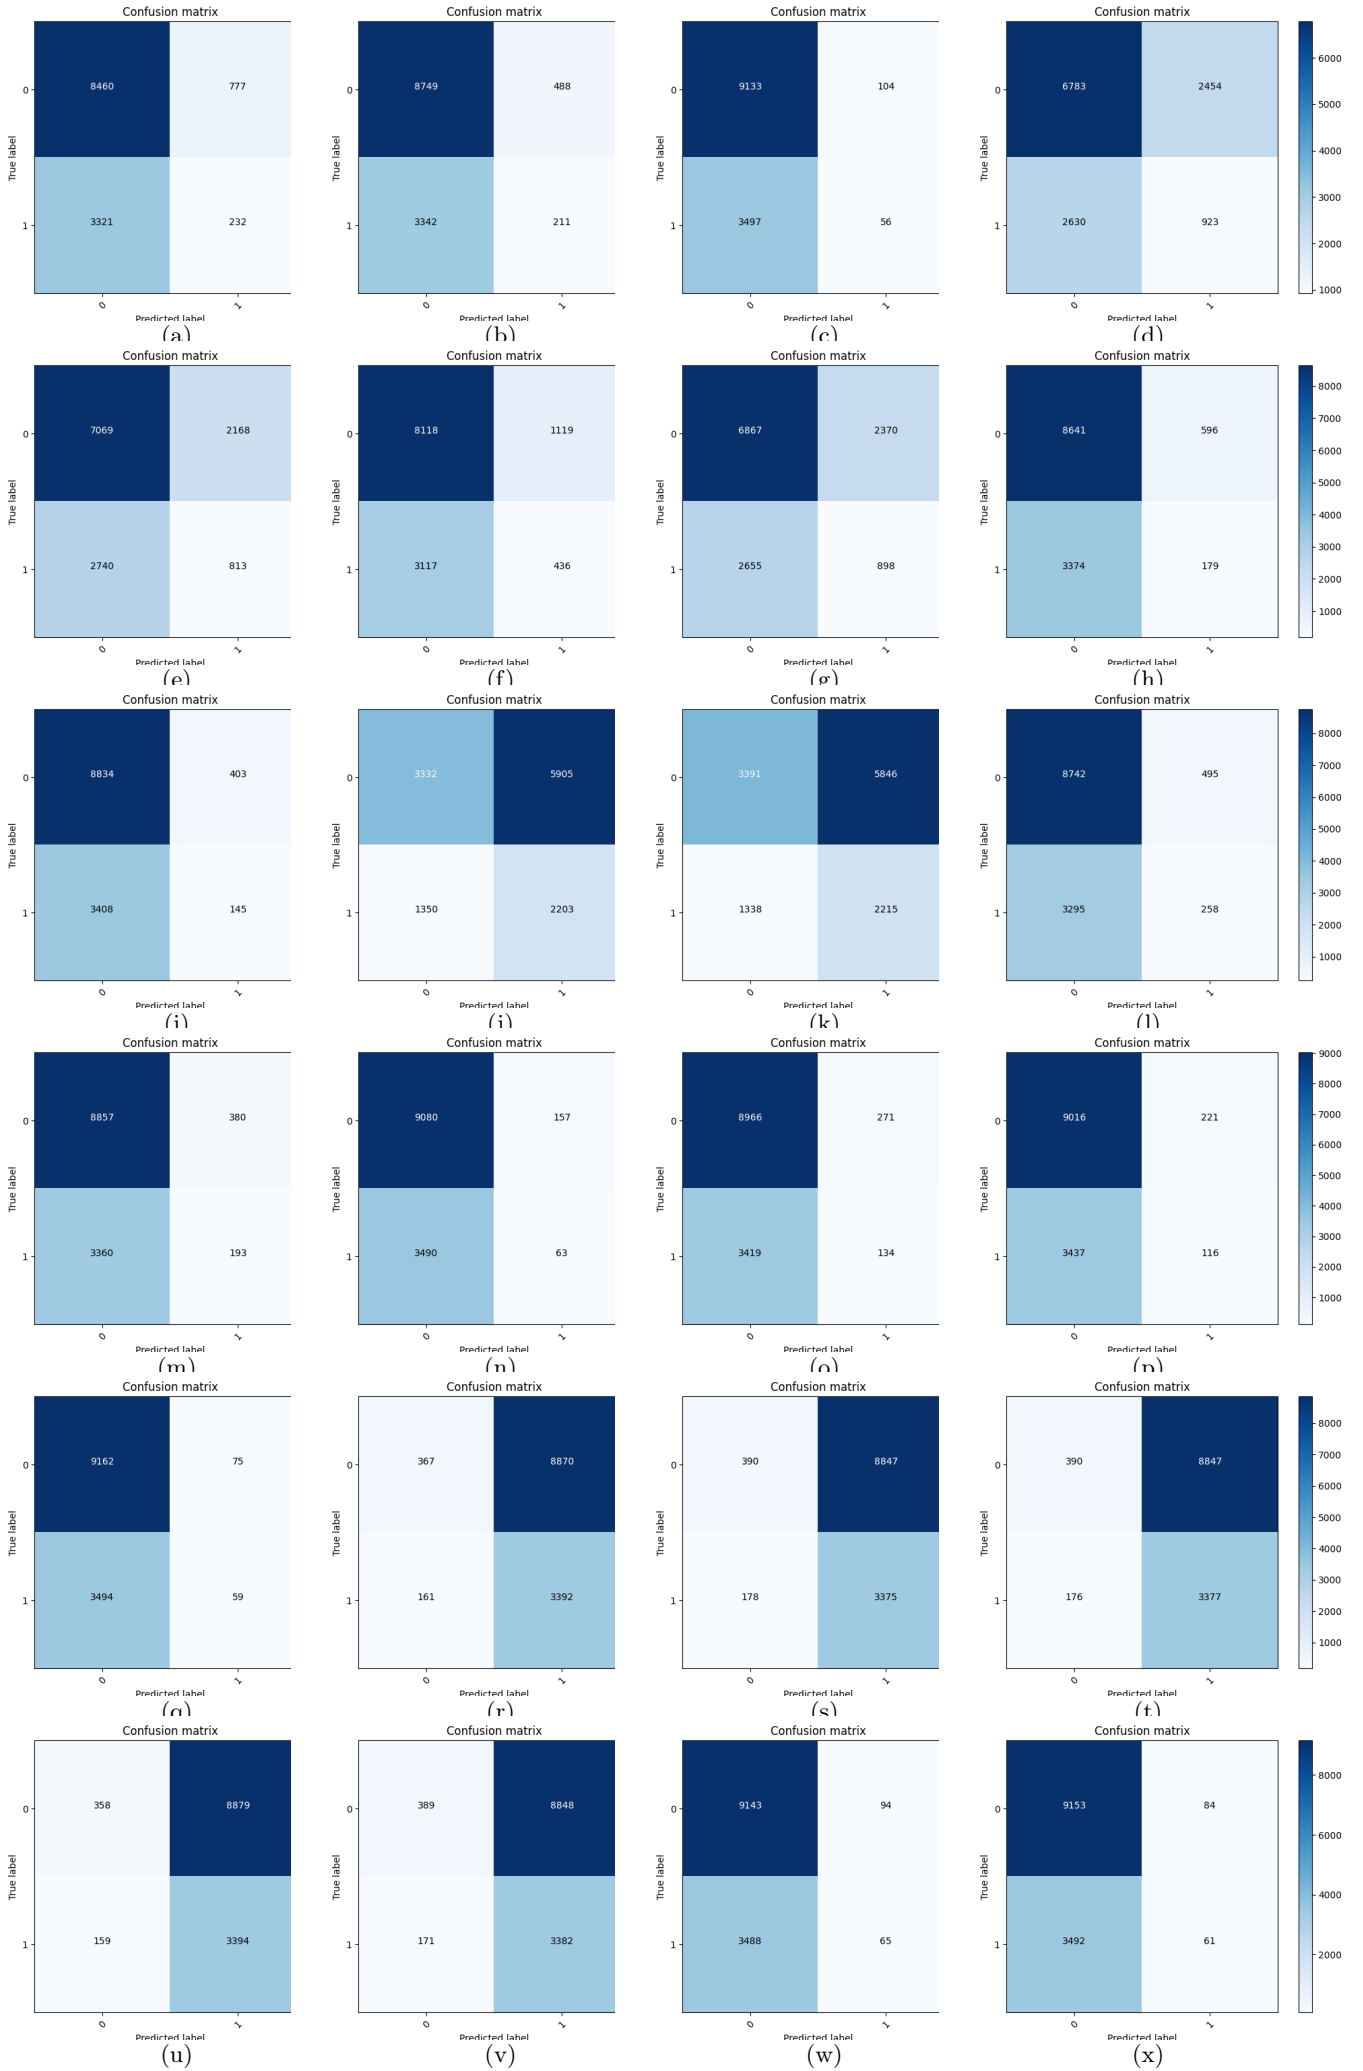 Confusion matrix Confusion matrix Confusion matrix Confusion matrix
0 8460 777 0 8749 488 0 9133 104 0 6783 2454
True label True label True label True label
1 3321 232 1 3342 211 1 3497 56 1 2630 923
6000
5000
4000
3000
2000
1000
0 1 0 1 0 1 0 1
Predicted label Predicted label Predicted label Predicted label
(a) (b) (c) (d)
Confusion matrix Confusion matrix Confusion matrix Confusion matrix
0 7069 2168 0 8118 1119 0 6867 2370 0 8641 596
True label True label True label True label
1 2740 813 1 3117 436 1 2655 898 1 3374 179
8000
7000
6000
5000
4000
3000
2000
1000
0 1 0 1 0 1 0 1
Predicted label Predicted label Predicted label Predicted label
(e) (f) (g) (h)
Confusion matrix Confusion matrix Confusion matrix Confusion matrix
0 8834 403 0 3332 5905 0 3391 5846 0 8742 495
True label True label True label True label
1 3408 145 1 1350 2203 1 1338 2215 1 3295 258
8000
7000
6000
5000
4000
3000
2000
1000
0 1 0 1 0 1 0 1
Predicted label Predicted label Predicted label Predicted label
(i) (j) (k) (l)
Confusion matrix Confusion matrix Confusion matrix Confusion matrix
0 8857 380 0 9080 157 0 8966 271 0 9016 221
True label True label True label True label
1 3360 193 1 3490 63 1 3419 134 1 3437 116
9000
8000
7000
6000
5000
4000
3000
2000
1000
0 1 0 1 0 1 0 1
Predicted label Predicted label Predicted label Predicted label
(m) (n) (o) (p)
Confusion matrix Confusion matrix Confusion matrix Confusion matrix
0 9162 75 0 367 8870 0 390 8847 0 390 8847
True label True label True label True label
1 3494 59 1 161 3392 1 178 3375 1 176 3377
8000
7000
6000
5000
4000
3000
2000
1000
0 1 0 1 0 1 0 1
Predicted label Predicted label Predicted label Predicted label
(q) (r) (s) (t)
Confusion matrix Confusion matrix Confusion matrix Confusion matrix
0 358 8879 0 389 8848 0 9143 94 0 9153 84
True label True label True label True label
1 159 3394 1 171 3382 1 3488 65 1 3492 61
8000
6000
4000
2000
0 1 0 1 0 1 0 1
Predicted label Predicted label Predicted label Predicted label
(u) (v) (w) (x)